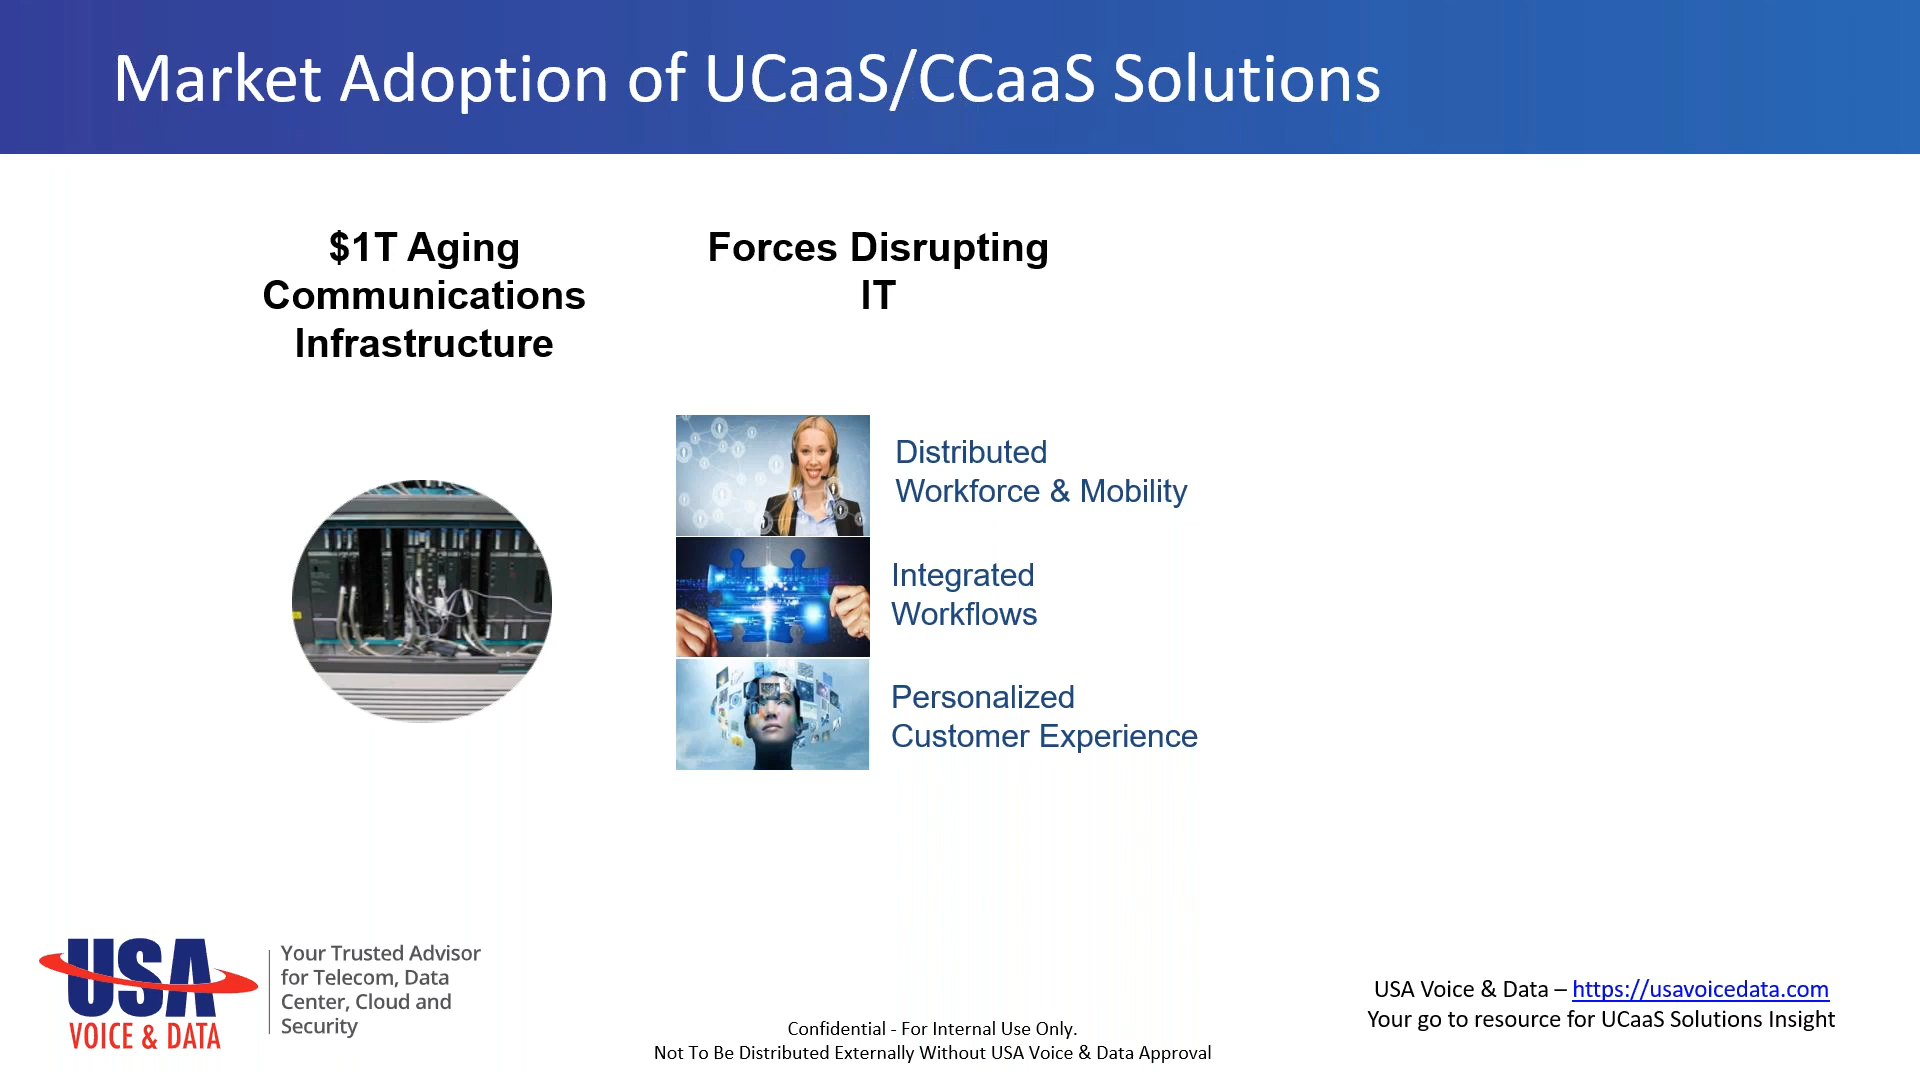 Market Adoption of UCaaS/CCaaS Solutions
$1T Aging
Communications
Infrastructure
Forces Disrupting
IT
Distributed
Workforce & Mobility
Integrated
Workflows
Personalized
Customer Experience
USA
VOICE & DATA
Your Trusted Advisor
for Telecom, Data
Center, Cloud and
Security
Confidential - For Internal Use Only.
Not To Be Distributed Externally Without USA Voice & Data Approval
USA Voice & Data – https://usavoicedata.com
Your go to resource for UCaaS Solutions Insight